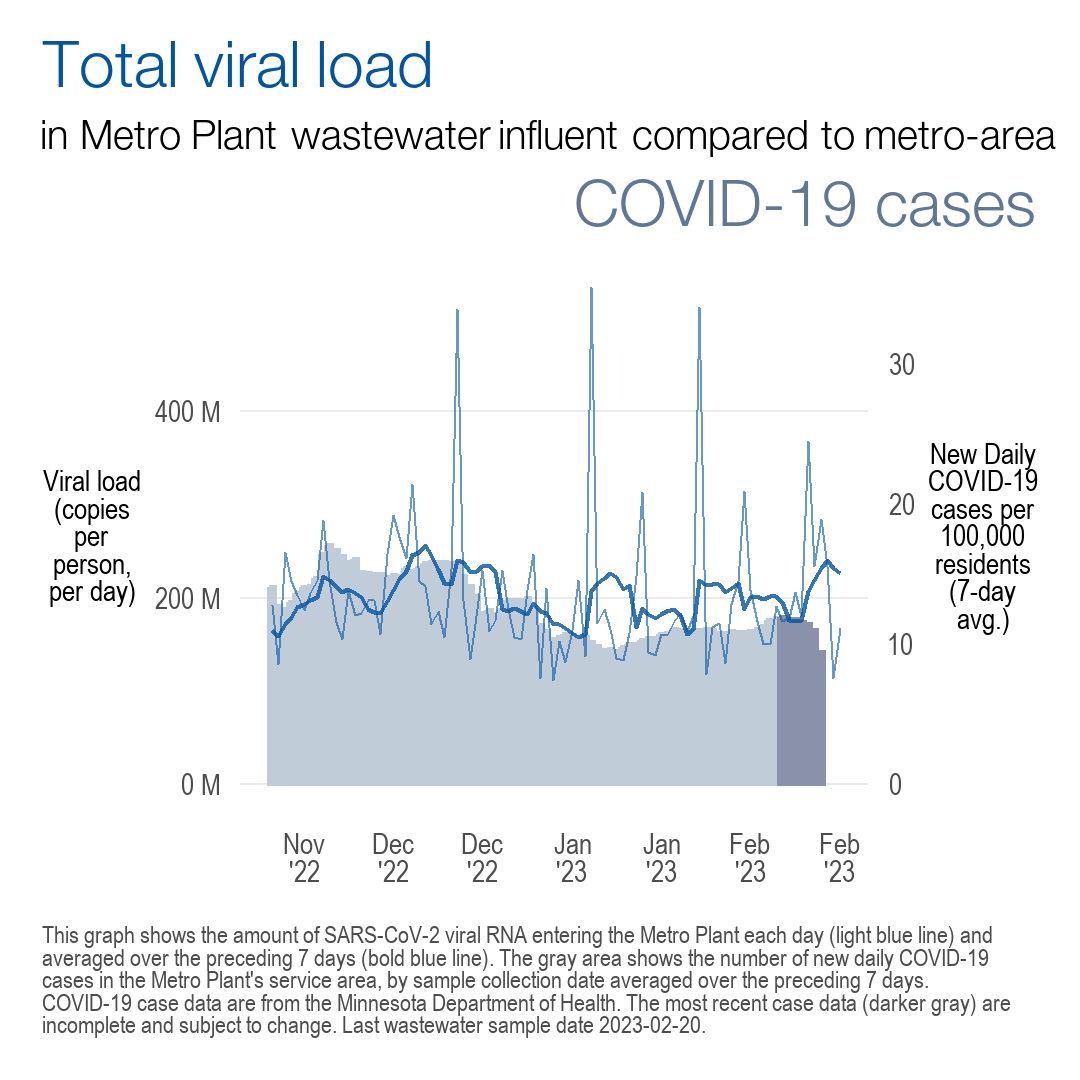 Total viral load
in Metro Plant wastewater influent compared to metro-area
COVID-19 cases
30
400 M
New Daily
Viral load
COVID-19
(copies
cases per
20
per
100,000
person,
residents
per day)
(7-day
200 M
avg.)
10
0 M
0
Nov
'22
Dec
'22
Dec
'22
Jan
'23
Jan
'23
Feb
'23
Feb
'23
This graph shows the amount of SARS-CoV-2 viral RNA entering the Metro Plant each day (light blue line) and
averaged over the preceding 7 days (bold blue line). The gray area shows the number of new daily COVID-19
cases in the Metro Plant's service area, by sample collection date averaged over the preceding 7 days.
COVID-19 case data are from the Minnesota Department of Health. The most recent case data (darker gray) are
incomplete and subject to change. Last wastewater sample date 2023-02-20.